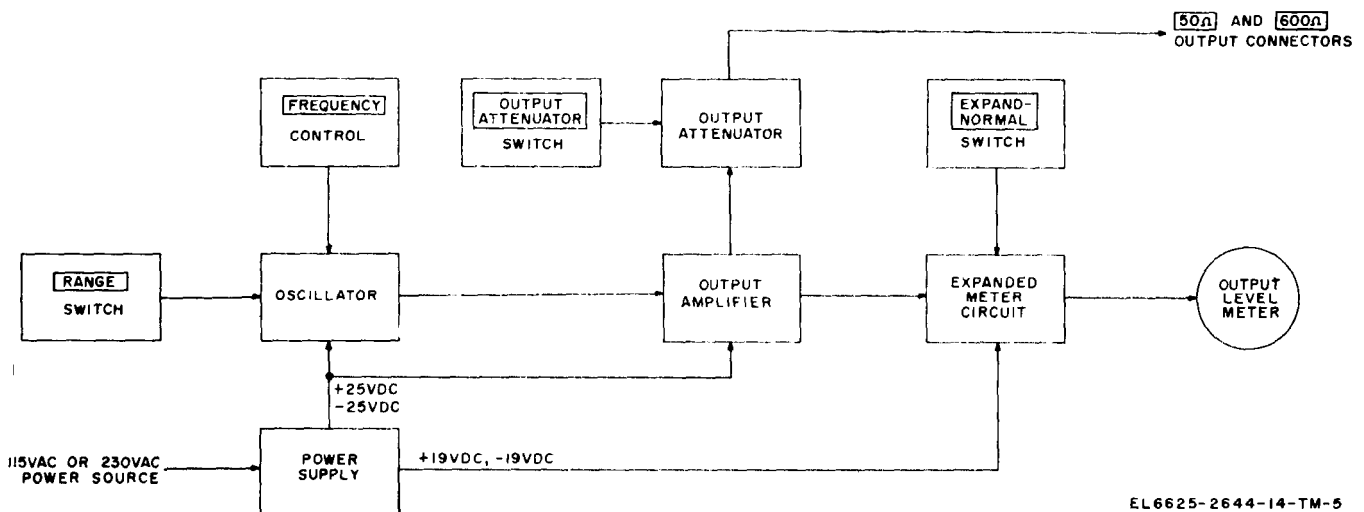 50Ω AND 600Ω
OUTPUT CONNECTORS
FREQUENCY
CONTROL
OUTPUT
ATTENUATOR
SWITCH
OUTPUT
ATTENUATOR
EXPAND-
NORMAL
SWITCH
RANGE
SWITCH
OSCILLATOR
OUTPUT
AMPLIFIER
EXPANDED
METER
CIRCUIT
OUTPUT
LEVEL
METER
+25VDC
-25VDC
115VAC OR 230VAC
POWER SOURCE
POWER
SUPPLY
+19VDC, -19VDC
EL6625-2644-14-TM-5